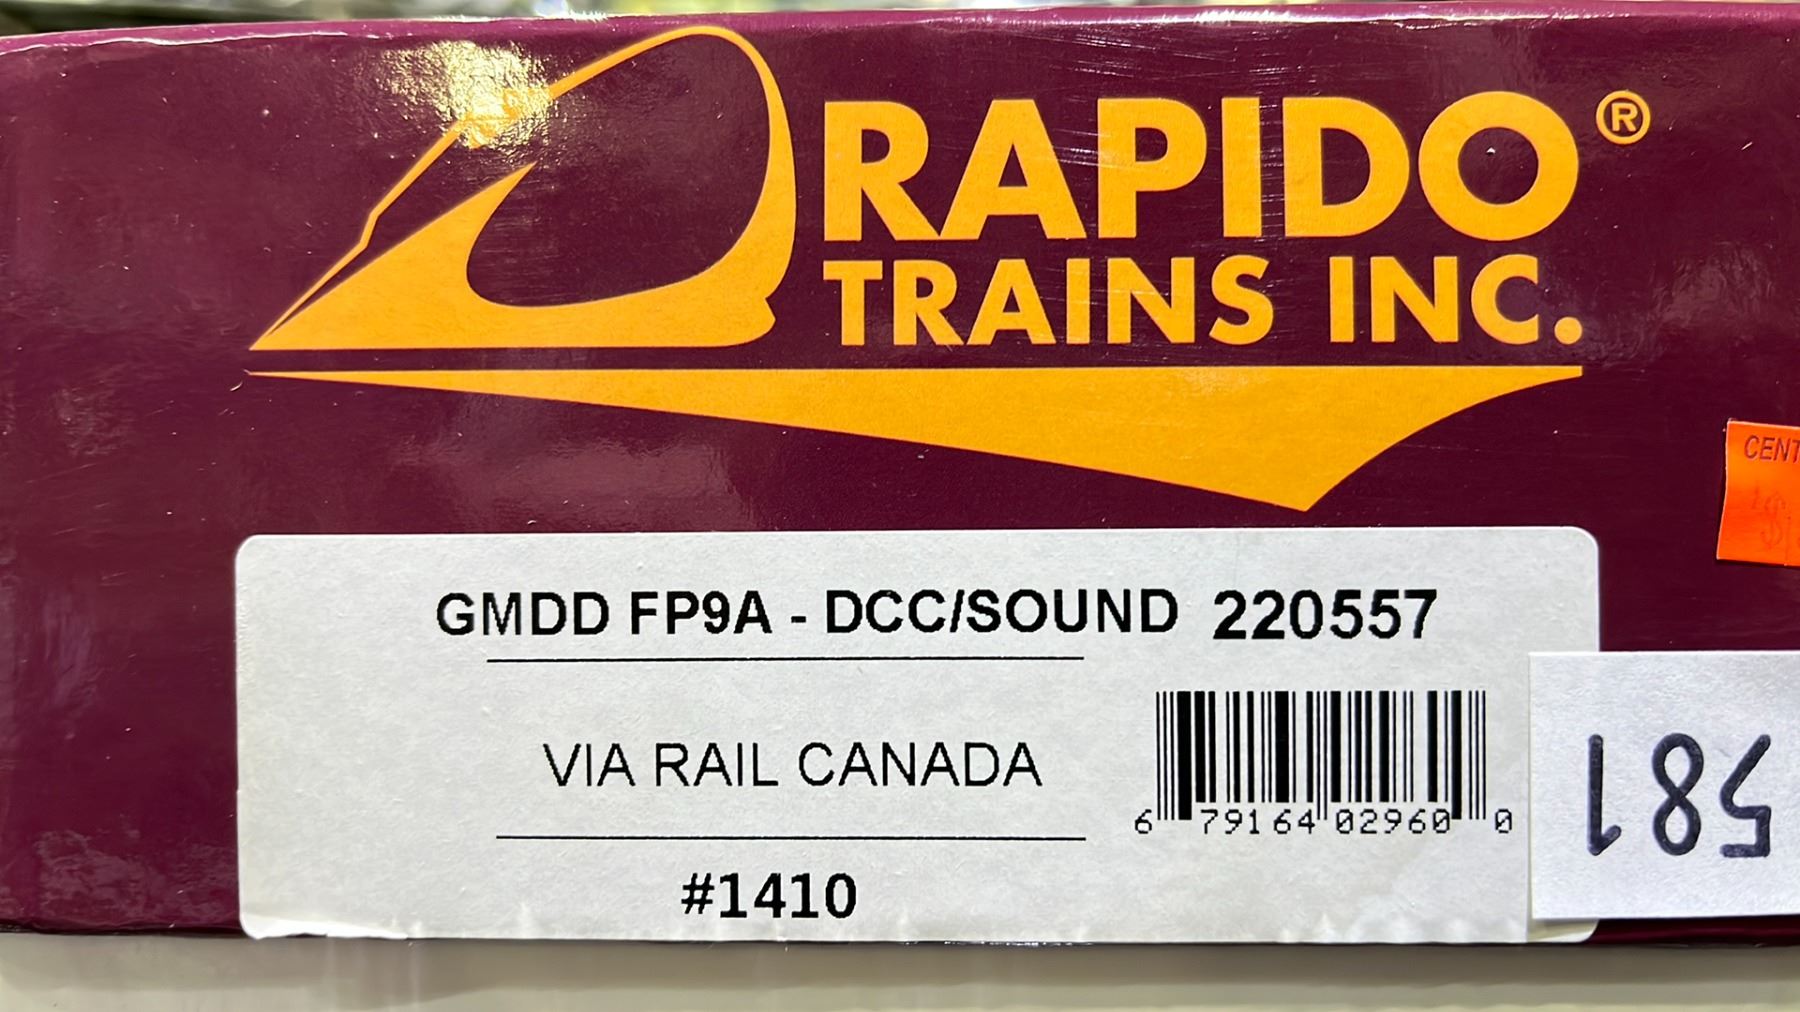 RAPIDO®
TRAINS INC.
GMDD FP9A - DCC/SOUND 220557
VIA RAIL CANADA
6 79164 02960 0
#1410
581